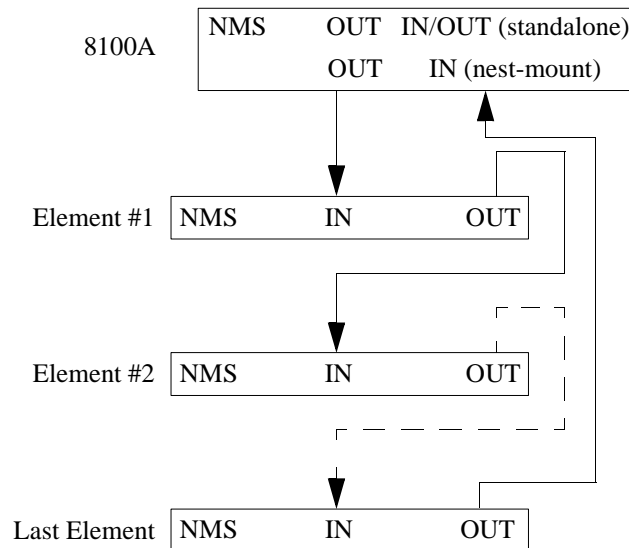 NMS OUT IN/OUT (standalone)
8100A
OUT IN (nest-mount)
Element #1 NMS IN OUT
Element #2 NMS IN OUT
Last Element NMS IN OUT